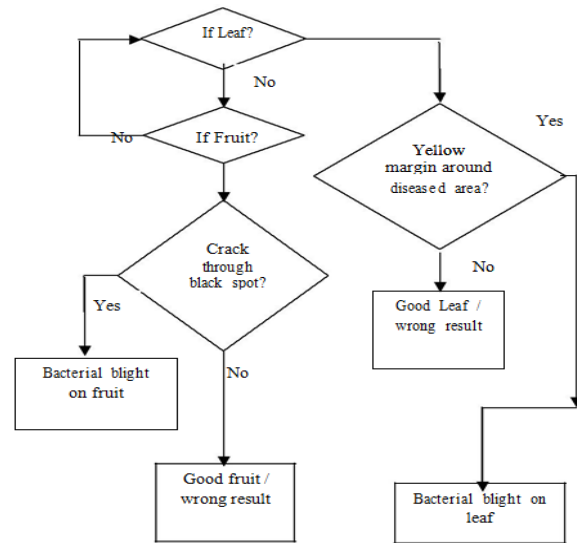 If Leaf?
No
No
If Fruit?
Yes
Yellow
margin around
diseased area?
Crack
through
black spot?
No
Yes
Good Leaf /
wrong result
Bacterial blight
on fruit
No
Good fruit /
wrong result
Bacterial blight on
leaf